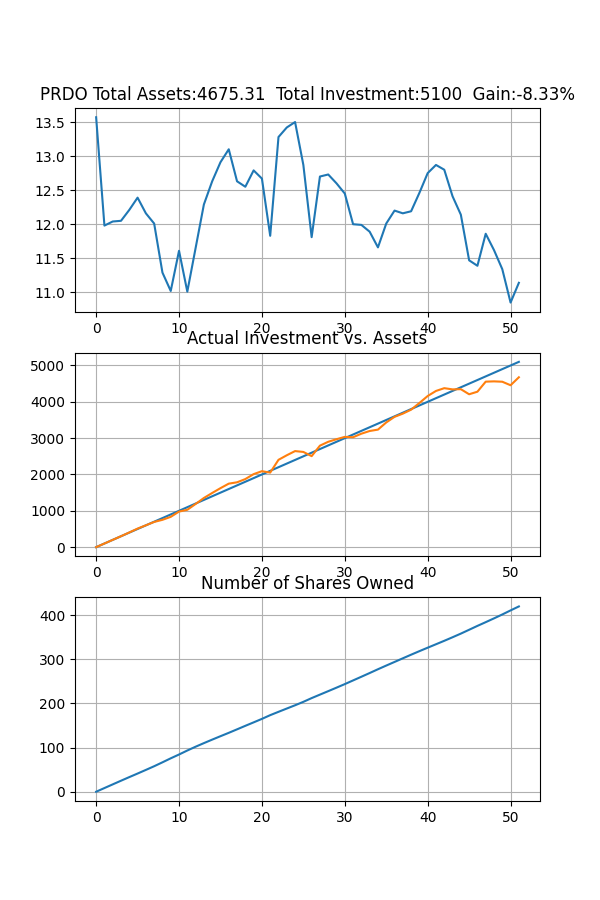 PRDO Total Assets:4675.31  Total Investment:5100  Gain:-8.33%
13.5
13.0
12.5
12.0
11.5
11.0
0 10 20 30 40 50
Actual Investment vs. Assets
5000
4000
3000
2000
1000
0
0 10 20 30 40 50
Number of Shares Owned
400
300
200
100
0
0 10 20 30 40 50